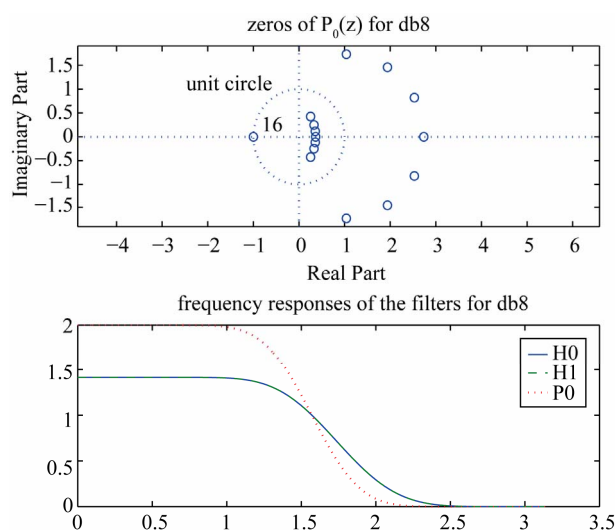 zeros of P0(z) for db8
Imaginary Part
1.5
1
0.5
0
−0.5
−1
−1.5
unit circle
16
−4 −3 −2 −1 0 1 2 3 4 5 6
Real Part
frequency responses of the filters for db8
2
1.5
1
0.5
0
H0
H1
P0
0 0.5 1 1.5 2 2.5 3 3.5